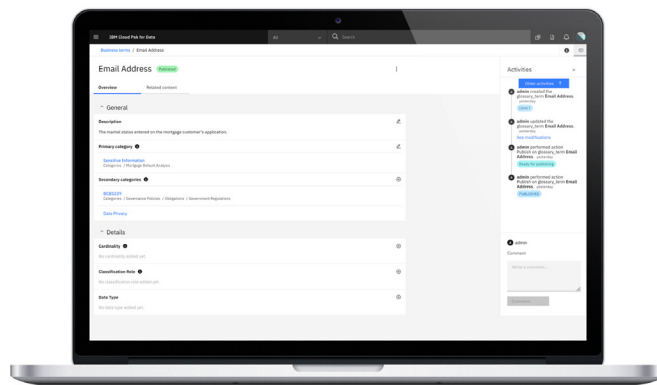 IBM Cloud Pak for Data
All
Search
Business terms / Email Address
Email Address Published
Overview Related content
General
Description
The marital status entered on the mortgage customer's application.
Primary category
Sensitive Information
Categories / Mortgage Default Analysis
Secondary categories
BCBS239
Categories / Governance Policies / Obligations / Government Regulations
Data Privacy
Details
Cardinality
No cardinality added yet.
Classification Role
No classification role added yet.
Data Type
No data type added yet.
Activities
Older activities
admin created the
glossary_term Email Address.
yesterday
admin updated the
glossary_term Email
Address. yesterday
See modifications
admin performed action
Publish on glossary_term Email
Address. yesterday
Ready for publishing
admin performed action
Publish on glossary_term Email
Address. yesterday
PUBLISHED
admin
Comment
Write a comment...
Comment